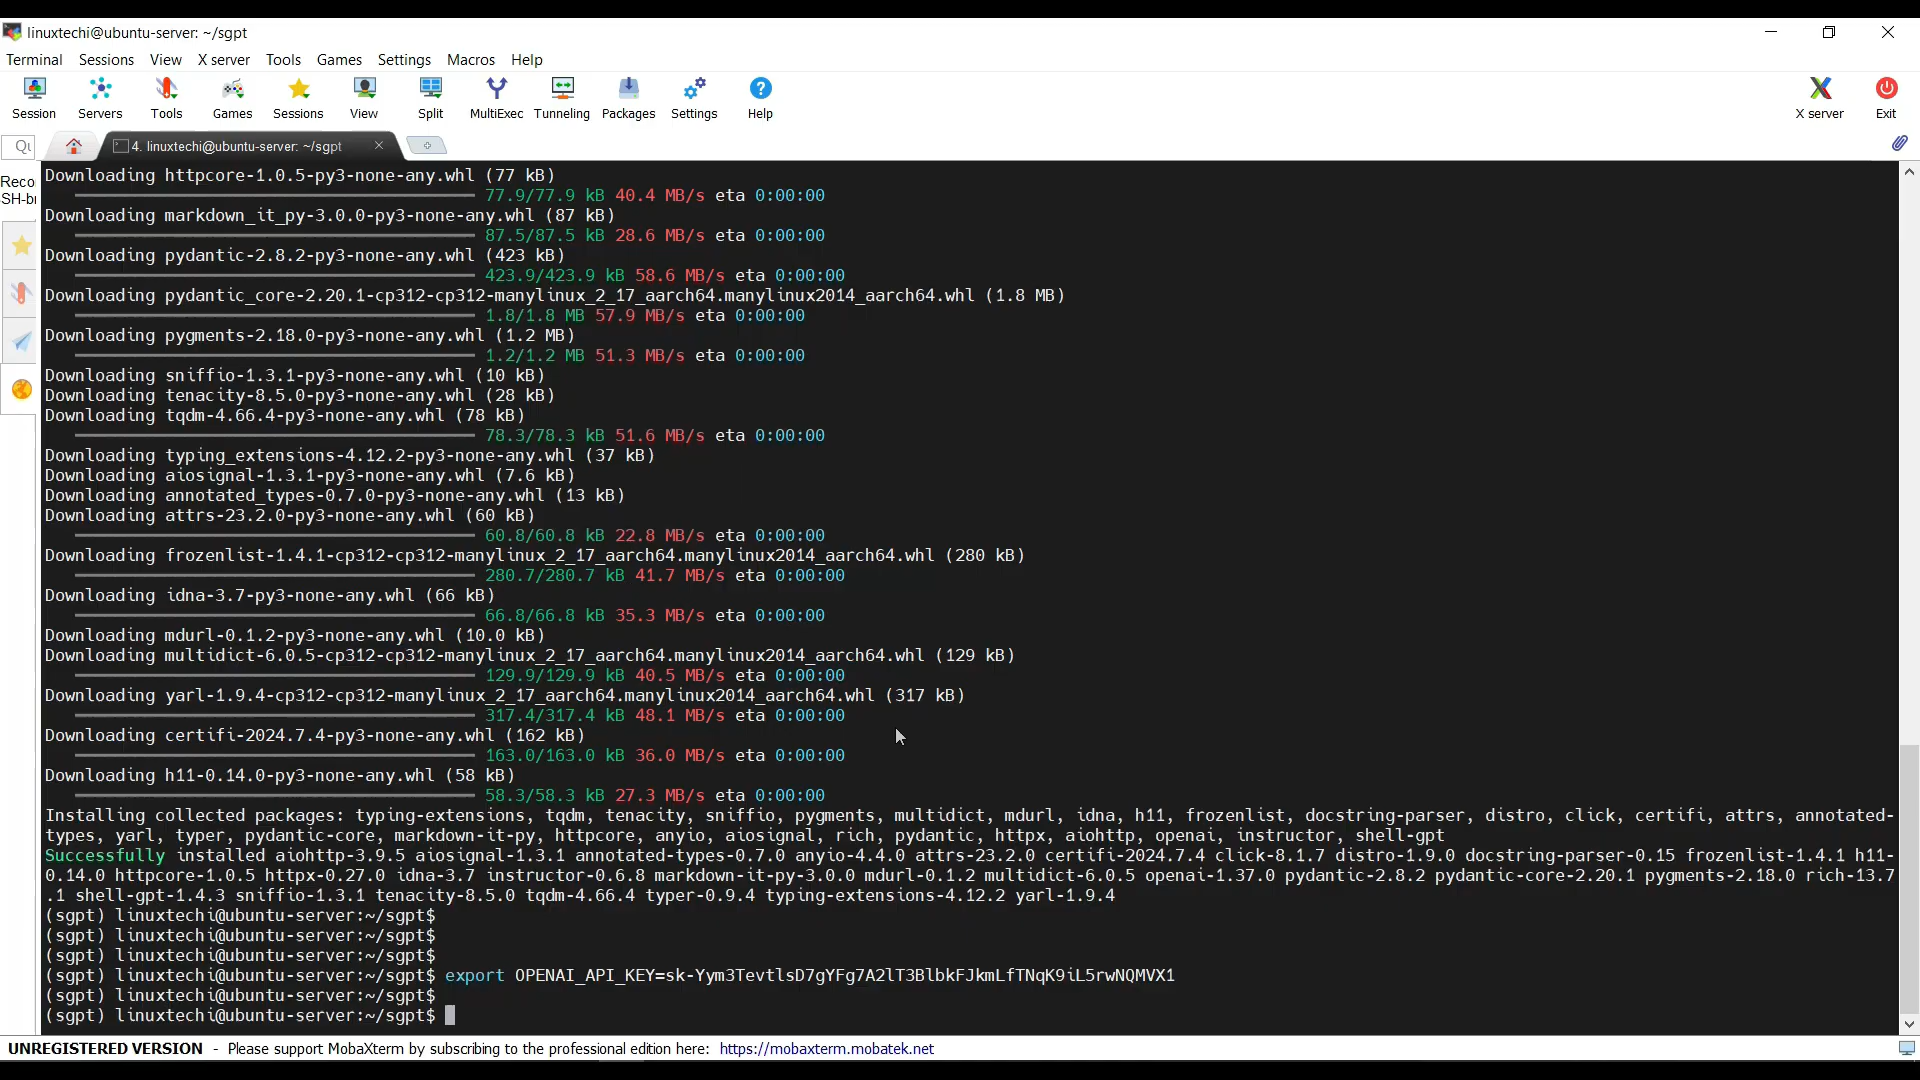 linuxtechi@ubuntu-server: ~/sgpt
Terminal Sessions View X server Tools Games Settings Macros Help
Session Servers Tools Games Sessions View Split MultiExec Tunneling Packages Settings Help X server Exit
4. linuxtechi@ubuntu-server: ~/sgpt
Downloading httpcore-1.0.5-py3-none-any.whl (77 kB)
77.9/77.9 kB 40.4 MB/s eta 0:00:00
Downloading markdown_it_py-3.0.0-py3-none-any.whl (87 kB)
87.5/87.5 kB 28.6 MB/s eta 0:00:00
Downloading pydantic-2.8.2-py3-none-any.whl (423 kB)
423.9/423.9 kB 58.6 MB/s eta 0:00:00
Downloading pydantic_core-2.20.1-cp312-cp312-manylinux_2_17_aarch64.manylinux2014_aarch64.whl (1.8 MB)
1.8/1.8 MB 57.9 MB/s eta 0:00:00
Downloading pygments-2.18.0-py3-none-any.whl (1.2 MB)
1.2/1.2 MB 51.3 MB/s eta 0:00:00
Downloading sniffio-1.3.1-py3-none-any.whl (10 kB)
Downloading tenacity-8.5.0-py3-none-any.whl (28 kB)
Downloading tqdm-4.66.4-py3-none-any.whl (78 kB)
78.3/78.3 kB 51.6 MB/s eta 0:00:00
Downloading typing_extensions-4.12.2-py3-none-any.whl (37 kB)
Downloading aiosignal-1.3.1-py3-none-any.whl (7.6 kB)
Downloading annotated_types-0.7.0-py3-none-any.whl (13 kB)
Downloading attrs-23.2.0-py3-none-any.whl (60 kB)
60.8/60.8 kB 22.8 MB/s eta 0:00:00
Downloading frozenlist-1.4.1-cp312-cp312-manylinux_2_17_aarch64.manylinux2014_aarch64.whl (280 kB)
280.7/280.7 kB 41.7 MB/s eta 0:00:00
Downloading idna-3.7-py3-none-any.whl (66 kB)
66.8/66.8 kB 35.3 MB/s eta 0:00:00
Downloading mdurl-0.1.2-py3-none-any.whl (10.0 kB)
Downloading multidict-6.0.5-cp312-cp312-manylinux_2_17_aarch64.manylinux2014_aarch64.whl (129 kB)
129.9/129.9 kB 40.5 MB/s eta 0:00:00
Downloading yarl-1.9.4-cp312-cp312-manylinux_2_17_aarch64.manylinux2014_aarch64.whl (317 kB)
317.4/317.4 kB 48.1 MB/s eta 0:00:00
Downloading certifi-2024.7.4-py3-none-any.whl (162 kB)
163.0/163.0 kB 36.0 MB/s eta 0:00:00
Downloading h11-0.14.0-py3-none-any.whl (58 kB)
58.3/58.3 kB 27.3 MB/s eta 0:00:00
Installing collected packages: typing-extensions, tqdm, tenacity, sniffio, pygments, multidict, mdurl, idna, h11, frozenlist, docstring-parser, distro, click, certifi, attrs, annotated-
types, yarl, typer, pydantic-core, markdown-it-py, httpcore, anyio, aiosignal, rich, pydantic, httpx, aiohttp, openai, instructor, shell-gpt
Successfully installed aiohttp-3.9.5 aiosignal-1.3.1 annotated-types-0.7.0 anyio-4.4.0 attrs-23.2.0 certifi-2024.7.4 click-8.1.7 distro-1.9.0 docstring-parser-0.15 frozenlist-1.4.1 h11-
0.14.0 httpcore-1.0.5 httpx-0.27.0 idna-3.7 instructor-0.6.8 markdown-it-py-3.0.0 mdurl-0.1.2 multidict-6.0.5 openai-1.37.0 pydantic-2.8.2 pydantic-core-2.20.1 pygments-2.18.0 rich-13.7
.1 shell-gpt-1.4.3 sniffio-1.3.1 tenacity-8.5.0 tqdm-4.66.4 typer-0.9.4 typing-extensions-4.12.2 yarl-1.9.4
(sgpt) linuxtechi@ubuntu-server:~/sgpt$
(sgpt) linuxtechi@ubuntu-server:~/sgpt$
(sgpt) linuxtechi@ubuntu-server:~/sgpt$
(sgpt) linuxtechi@ubuntu-server:~/sgpt$ export OPENAI_API_KEY=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
(sgpt) linuxtechi@ubuntu-server:~/sgpt$
(sgpt) linuxtechi@ubuntu-server:~/sgpt$
UNREGISTERED VERSION - Please support MobaXterm by subscribing to the professional edition here: https://mobaxterm.mobatek.net